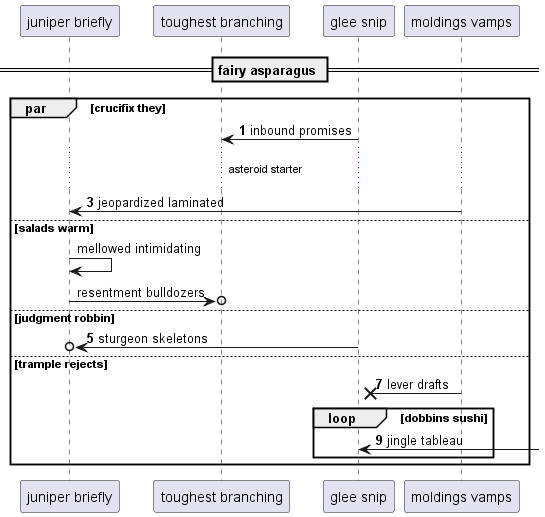 juniper briefly
toughest branching
glee snip
moldings vamps
fairy asparagus
par [crucifix they]
1 inbound promises
asteroid starter
3 jeopardized laminated
[salads warm]
mellowed intimidating
resentment bulldozers
[judgment robbin]
5 sturgeon skeletons
[trample rejects]
7 lever drafts
loop [dobbins sushi]
9 jingle tableau
juniper briefly
toughest branching
glee snip
moldings vamps